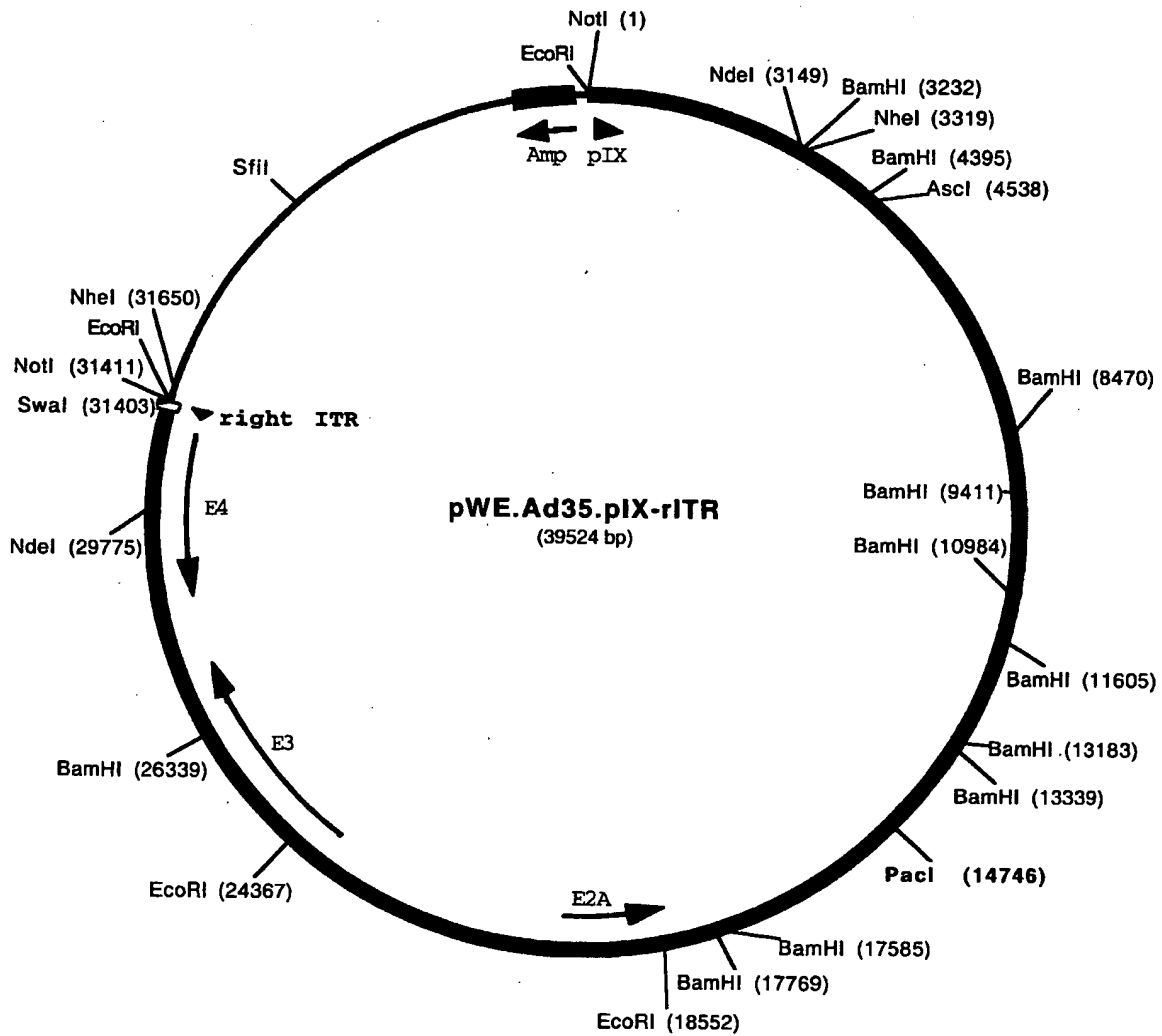 NotI (1)
EcoRI
NdeI (3149)
BamHI (3232)
NheI (3319)
BamHI (4395)
AscI (4538)
Amp pIX
SfiI
NheI (31650)
EcoRI
NotI (31411)
SwaI (31403)
right ITR
BamHI (8470)
BamHI (9411)
pWE.Ad35.pIX-rITR
(39524 bp)
E4
NdeI (29775)
BamHI (10984)
BamHI (11605)
E3
BamHI (26339)
BamHI (13183)
BamHI (13339)
PacI (14746)
EcoRI (24367)
E2A
BamHI (17585)
BamHI (17769)
EcoRI (18552)